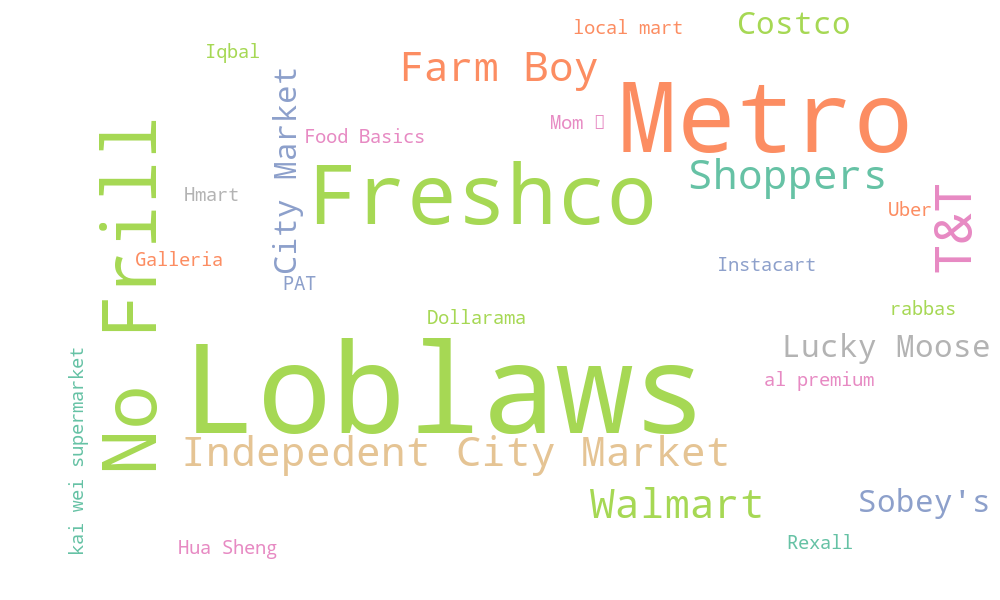 Costco
local mart
Iqbal
Farm Boy
Metro
Mom
Food Basics
City Market
Shoppers
Freshco
Hmart
Uber
T&T
No Frill
Galleria
Instacart
PAT
rabbas
Dollarama
Lucky Moose
al premium
Loblaws
kai wei supermarket
Indepedent City Market
Walmart
Sobey's
Rexall
Hua Sheng